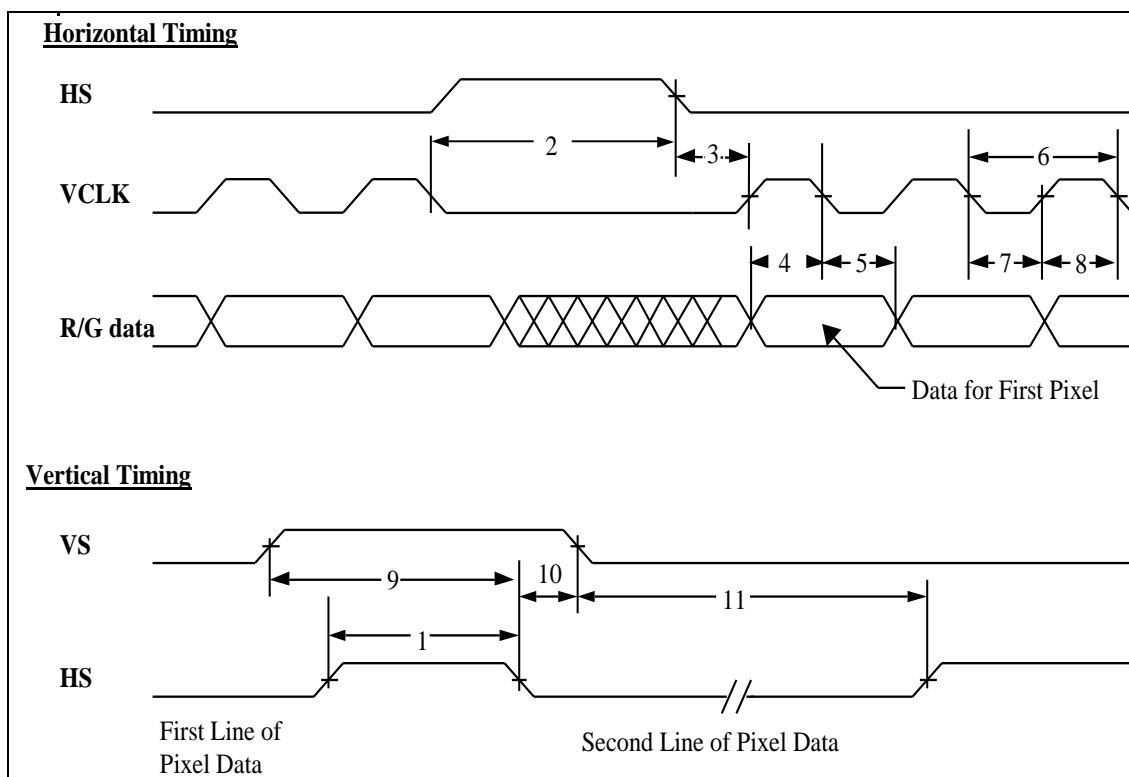 Horizontal Timing
HS
2
3
6
VCLK
4
5
7
8
R/G data
Data for First Pixel
Vertical Timing
VS
9
10
11
1
HS
First Line of
Pixel Data
Second Line of Pixel Data